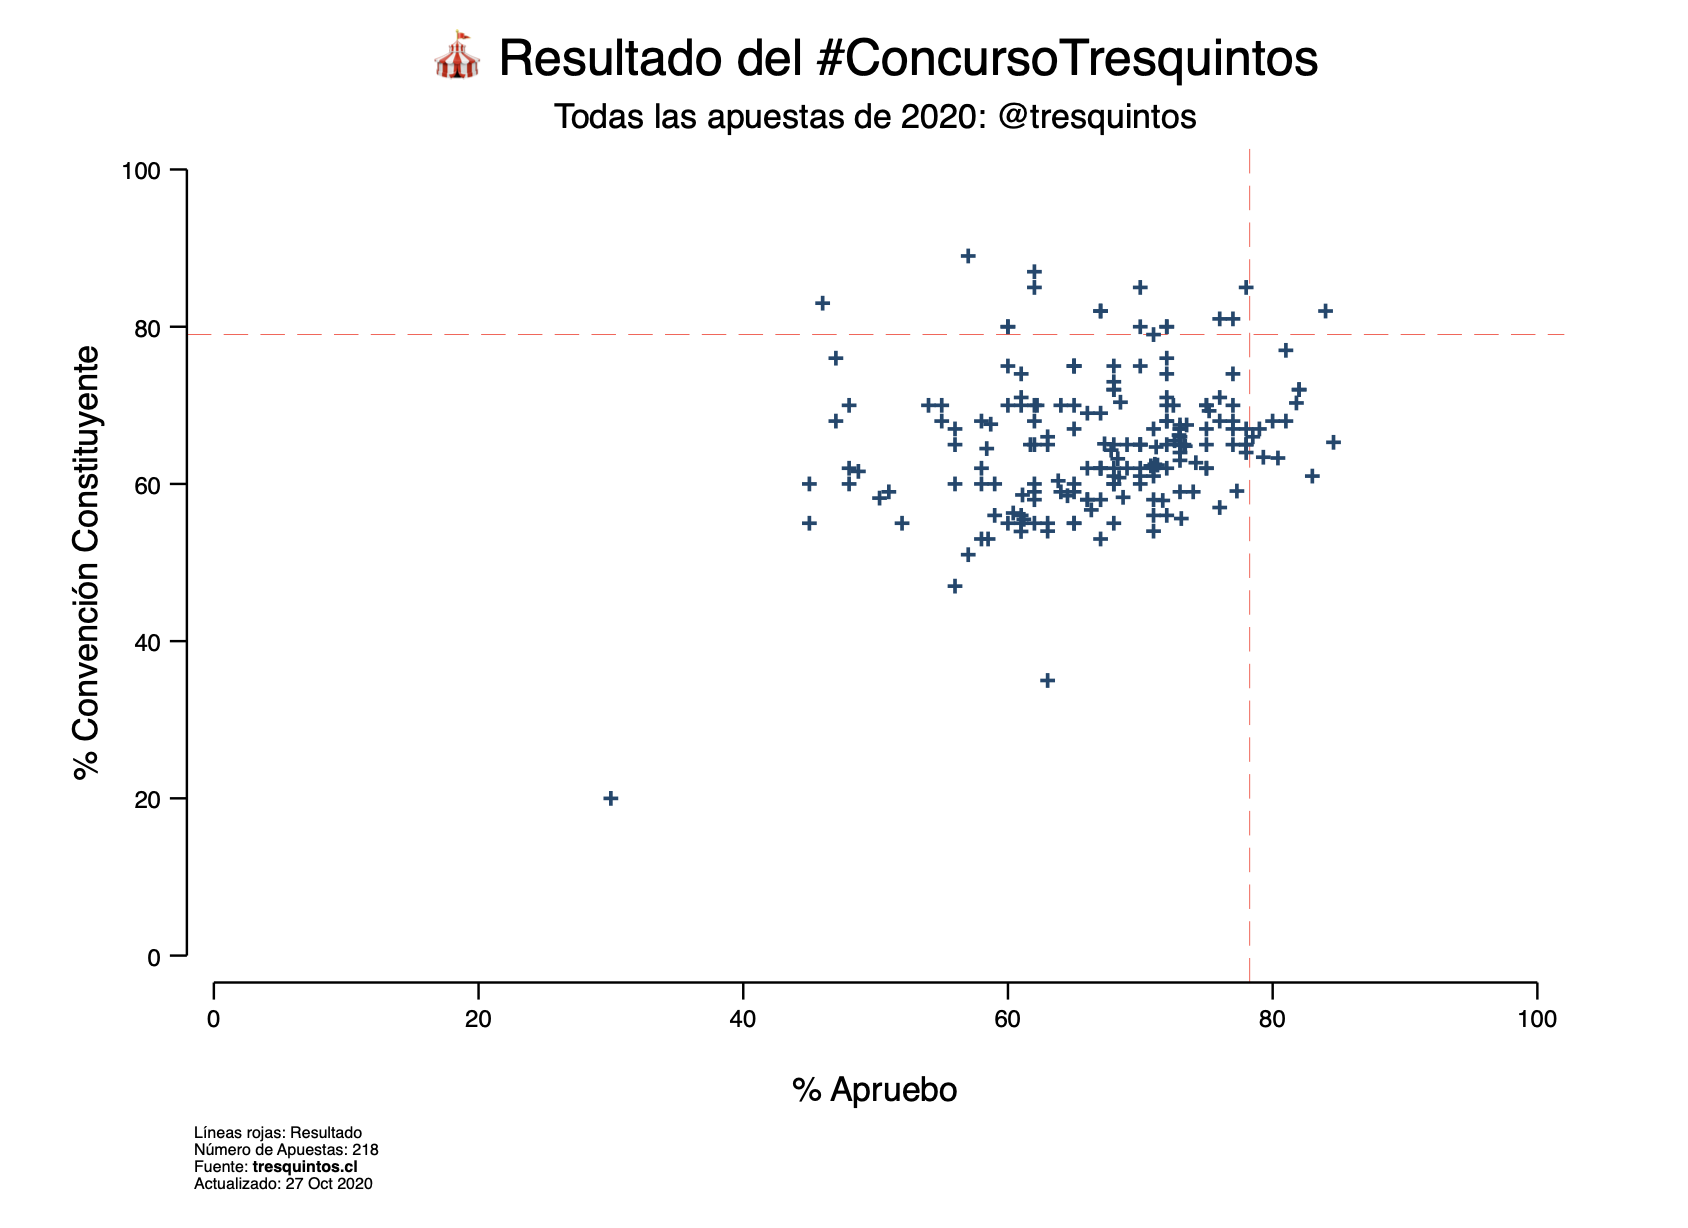 🎪 Resultado del #ConcursoTresquintos
Todas las apuestas de 2020: @tresquintos
% Convención Constituyente
100
80
60
40
20
0
0 20 40 60 80 100
% Apruebo
Líneas rojas: Resultado
Número de Apuestas: 218
Fuente: tresquintos.cl
Actualizado: 27 Oct 2020